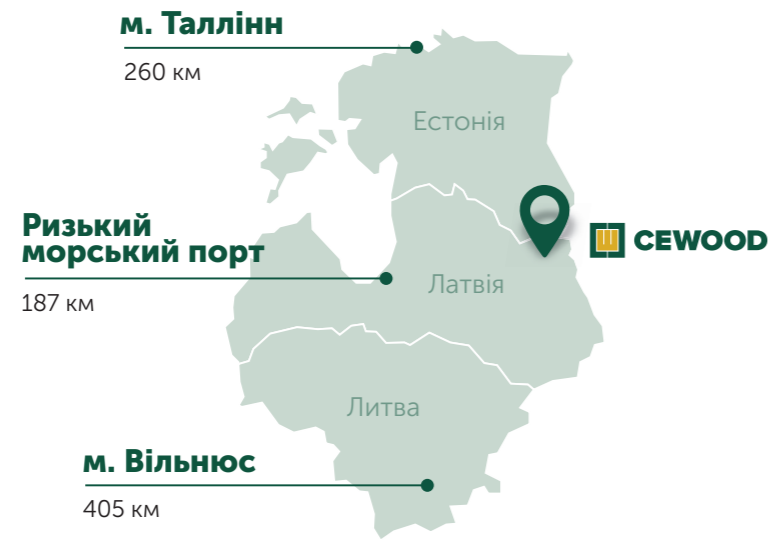 м. Таллінн
260 км
Естонія
Ризький
морський порт
187 км
CEWOOD
Латвія
Литва
м. Вільнюс
405 км